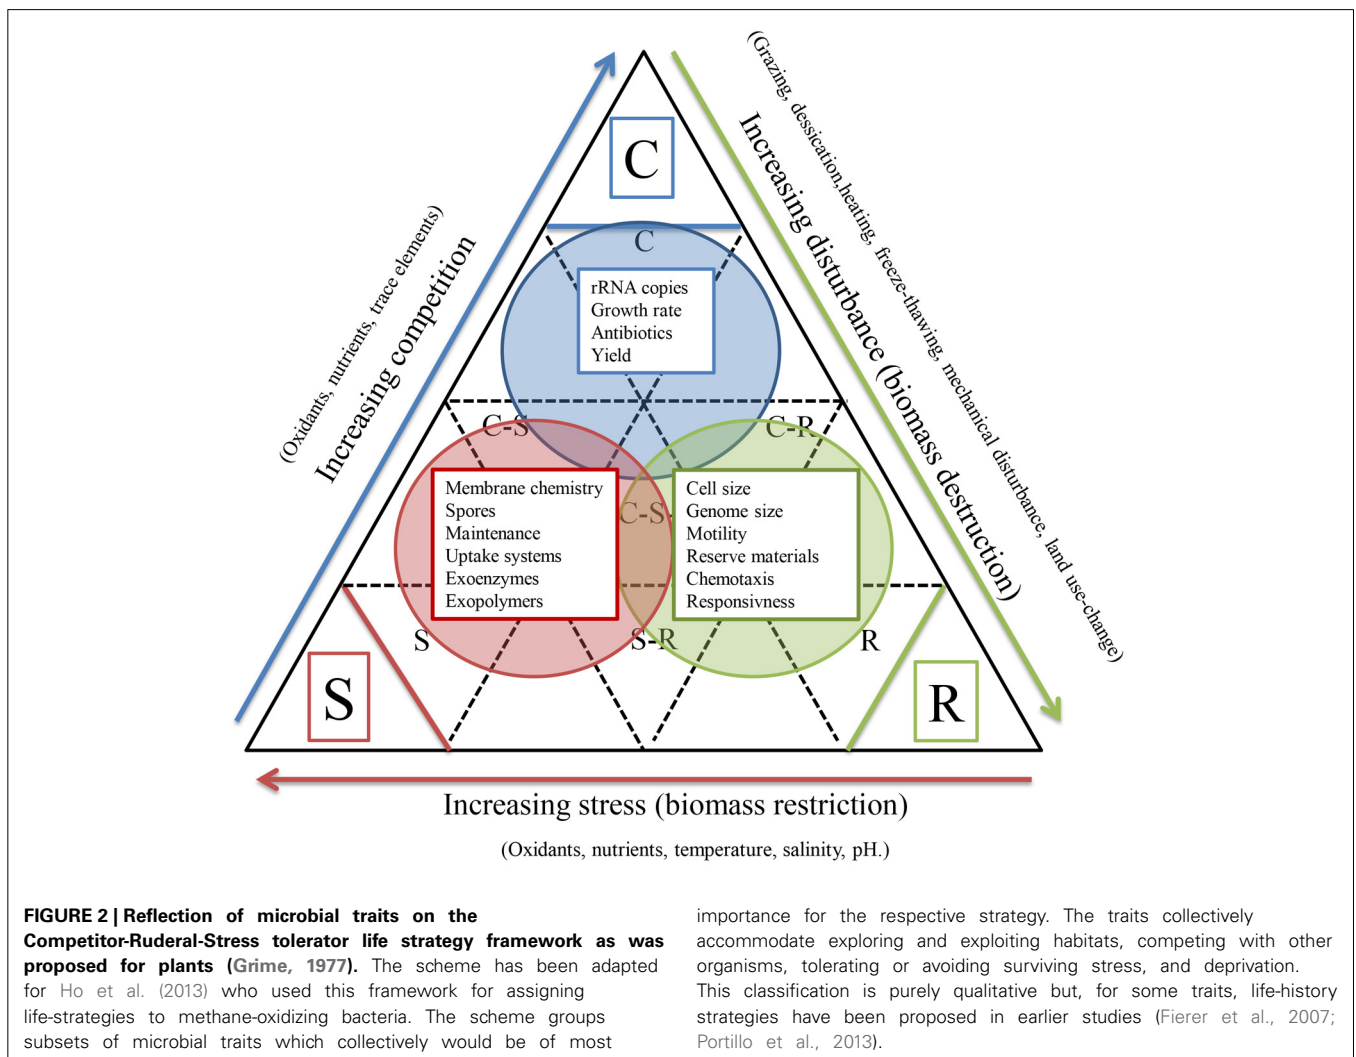 (Grazing, dessication,heating, freeze-thawing, mechanical disturbance, land use-change)
Increasing disturbance (biomass destruction)
(Oxidants, nutrients, trace elements)
Increasing competition
C
C
rRNA copies
Growth rate
Antibiotics
Yield
C-S
C-R
Membrane chemistry
Spores
Maintenance
Uptake systems
Exoenzymes
Exopolymers
C-S-
Cell size
Genome size
Motility
Reserve materials
Chemotaxis
Responsivness
S
S-R
R
S
R
Increasing stress (biomass restriction)
(Oxidants, nutrients, temperature, salinity, pH.)
FIGURE 2 | Reflection of microbial traits on the
Competitor-Ruderal-Stress tolerator life strategy framework as was
proposed for plants (Grime, 1977). The scheme has been adapted
for Ho et al. (2013) who used this framework for assigning
life-strategies to methane-oxidizing bacteria. The scheme groups
subsets of microbial traits which collectively would be of most
importance for the respective strategy. The traits collectively
accommodate exploring and exploiting habitats, competing with other
organisms, tolerating or avoiding surviving stress, and deprivation.
This classification is purely qualitative but, for some traits, life-history
strategies have been proposed in earlier studies (Fierer et al., 2007;
Portillo et al., 2013).